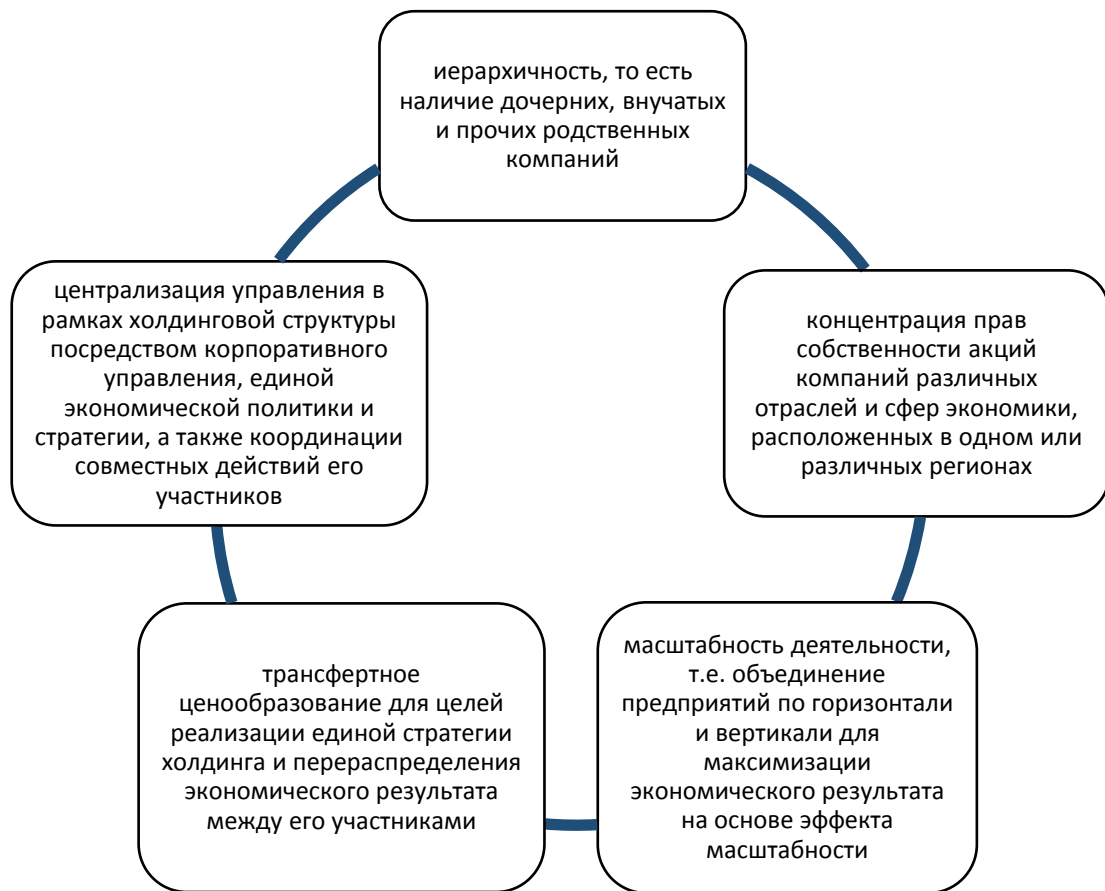 иерархичность, то есть
наличие дочерних, внучатых
и прочих родственных
компаний
концентрация прав
собственности акций
компаний различных
отраслей и сфер экономики,
расположенных в одном или
различных регионах
масштабность деятельности,
т.е. объединение
предприятий по горизонтали
и вертикали для
максимизации
экономического результата
на основе эффекта
масштабности
трансфертное
ценообразование для целей
реализации единой стратегии
холдинга и перераспределения
экономического результата
между его участниками
централизация управления в
рамках холдинговой структуры
посредством корпоративного
управления, единой
экономической политики и
стратегии, а также координации
совместных действий его
участников